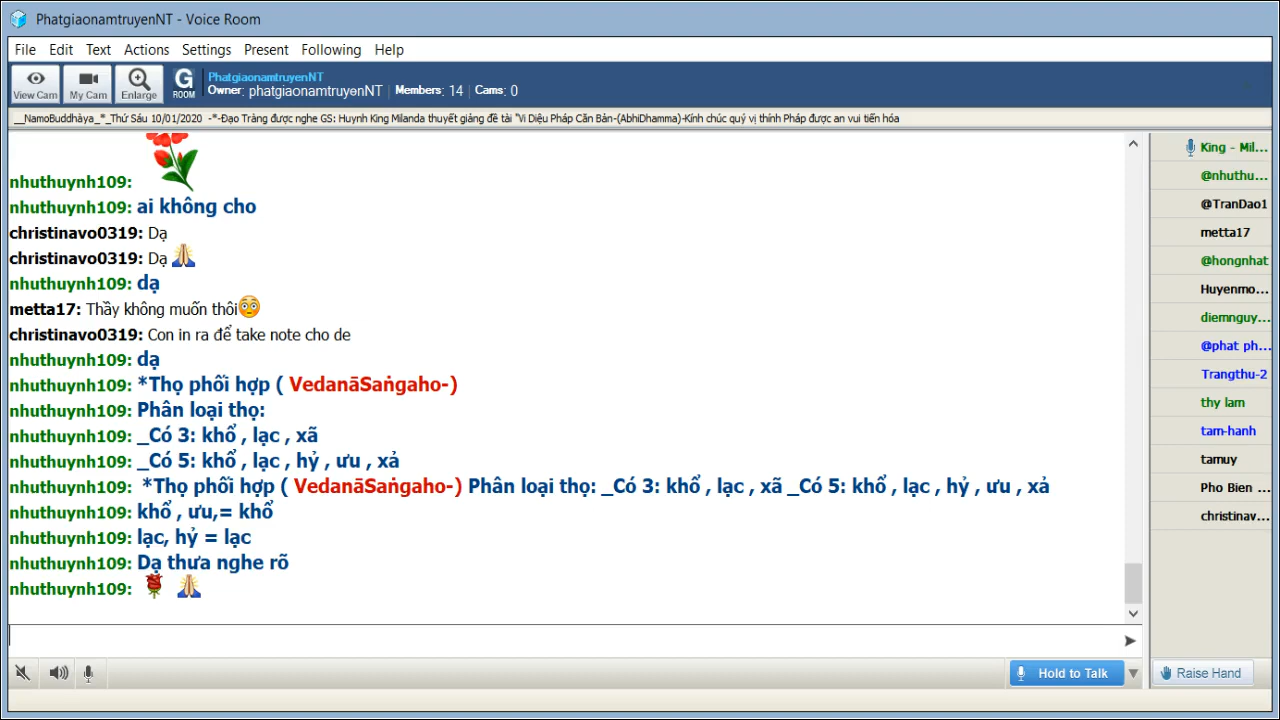 PhatgiaonamtruyenNT - Voice Room
File Edit Text Actions Settings Present Following Help
View Cam My Cam Enlarge G ROOM
PhatgiaonamtruyenNT
Owner: phatgiaonamtruyenNT Members: 14 Cams: 0
__NamoBuddhàya_*_Thứ Sáu 10/01/2020 -*-Đạo Tràng được nghe GS: Huynh King Milanda thuyết giảng đề tài "Vi Diệu Pháp Căn Bản-(AbhiDhamma)-Kính chúc quý vị thính Pháp được an vui tiến hóa
nhuthuynh109:
nhuthuynh109: ai không cho
christinavo0319: Dạ
christinavo0319: Dạ
nhuthuynh109: dạ
metta17: Thầy không muốn thôi
christinavo0319: Con in ra để take note cho de
nhuthuynh109: dạ
nhuthuynh109: *Thọ phối hợp ( VedanāSaṅgaho-)
nhuthuynh109: Phân loại thọ:
nhuthuynh109: _Có 3: khổ , lạc , xã
nhuthuynh109: _Có 5: khổ , lạc , hỷ , ưu , xả
nhuthuynh109: *Thọ phối hợp ( VedanāSaṅgaho-) Phân loại thọ: _Có 3: khổ , lạc , xã _Có 5: khổ , lạc , hỷ , ưu , xả
nhuthuynh109: khổ , ưu,= khổ
nhuthuynh109: lạc, hỷ = lạc
nhuthuynh109: Dạ thưa nghe rõ
nhuthuynh109:
King - Mil...
@nhuthu...
@TranDao1
metta17
@hongnhat
Huyenmo...
diemnguy...
@phat ph...
Trangthu-2
thy lam
tam-hanh
tamuy
Pho Bien ...
christinav...
Hold to Talk
Raise Hand